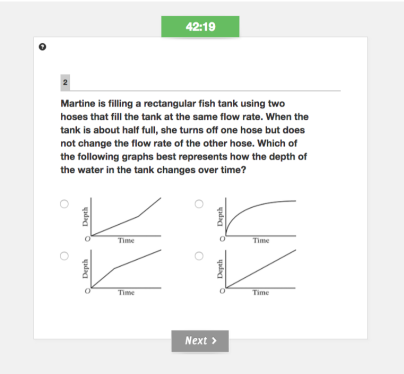 42:19
?
2
Martine is filling a rectangular fish tank using two
hoses that fill the tank at the same flow rate. When the
tank is about half full, she turns off one hose but does
not change the flow rate of the other hose. Which of
the following graphs best represents how the depth of
the water in the tank changes over time?
Depth
O
Time
Depth
O
Time
Depth
O
Time
Depth
O
Time
Next >